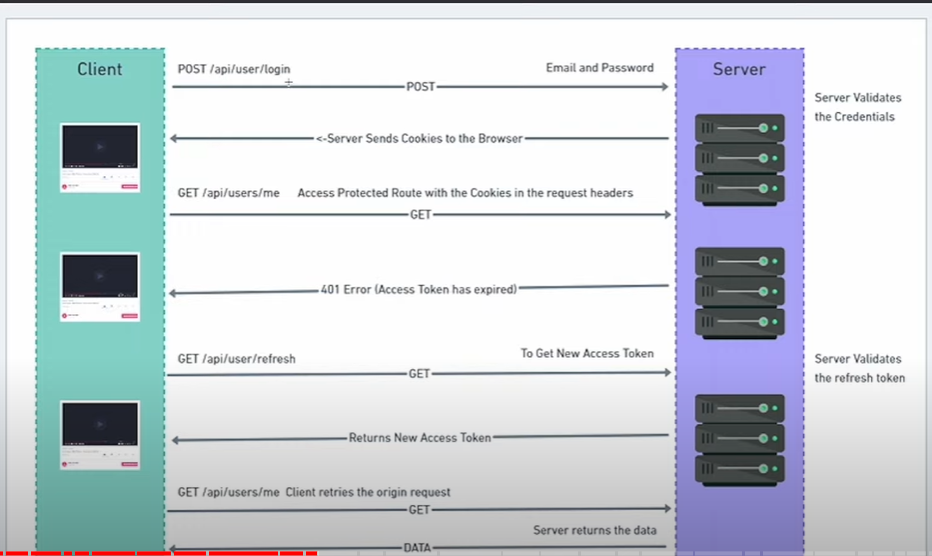 Client
POST /api/user/login
Email and Password
Server
POST
Server Validates
the Credentials
<-Server Sends Cookies to the Browser
GET /api/users/me Access Protected Route with the Cookies in the request headers
GET
401 Error (Access Token has expired)
GET /api/user/refresh
To Get New Access Token
Server Validates
the refresh token
GET
Returns New Access Token
GET /api/users/me Client retries the origin request
GET
Server returns the data
DATA